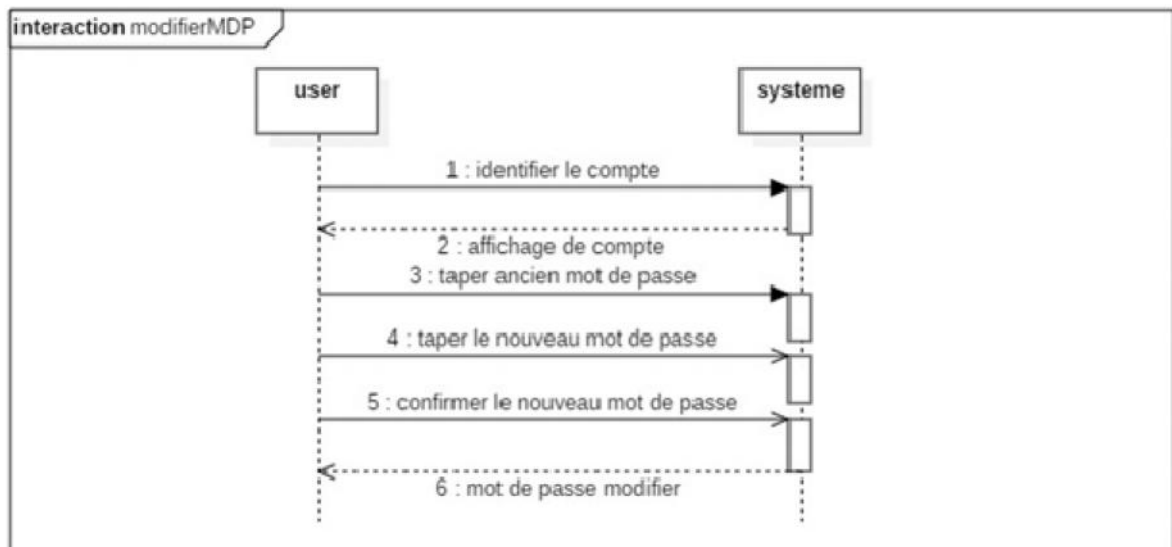 interaction modifierMDP
user
systeme
1 : identifier le compte
2 : affichage de compte
3 : taper ancien mot de passe
4 : taper le nouveau mot de passe
5 : confirmer le nouveau mot de passe
6 : mot de passe modifier